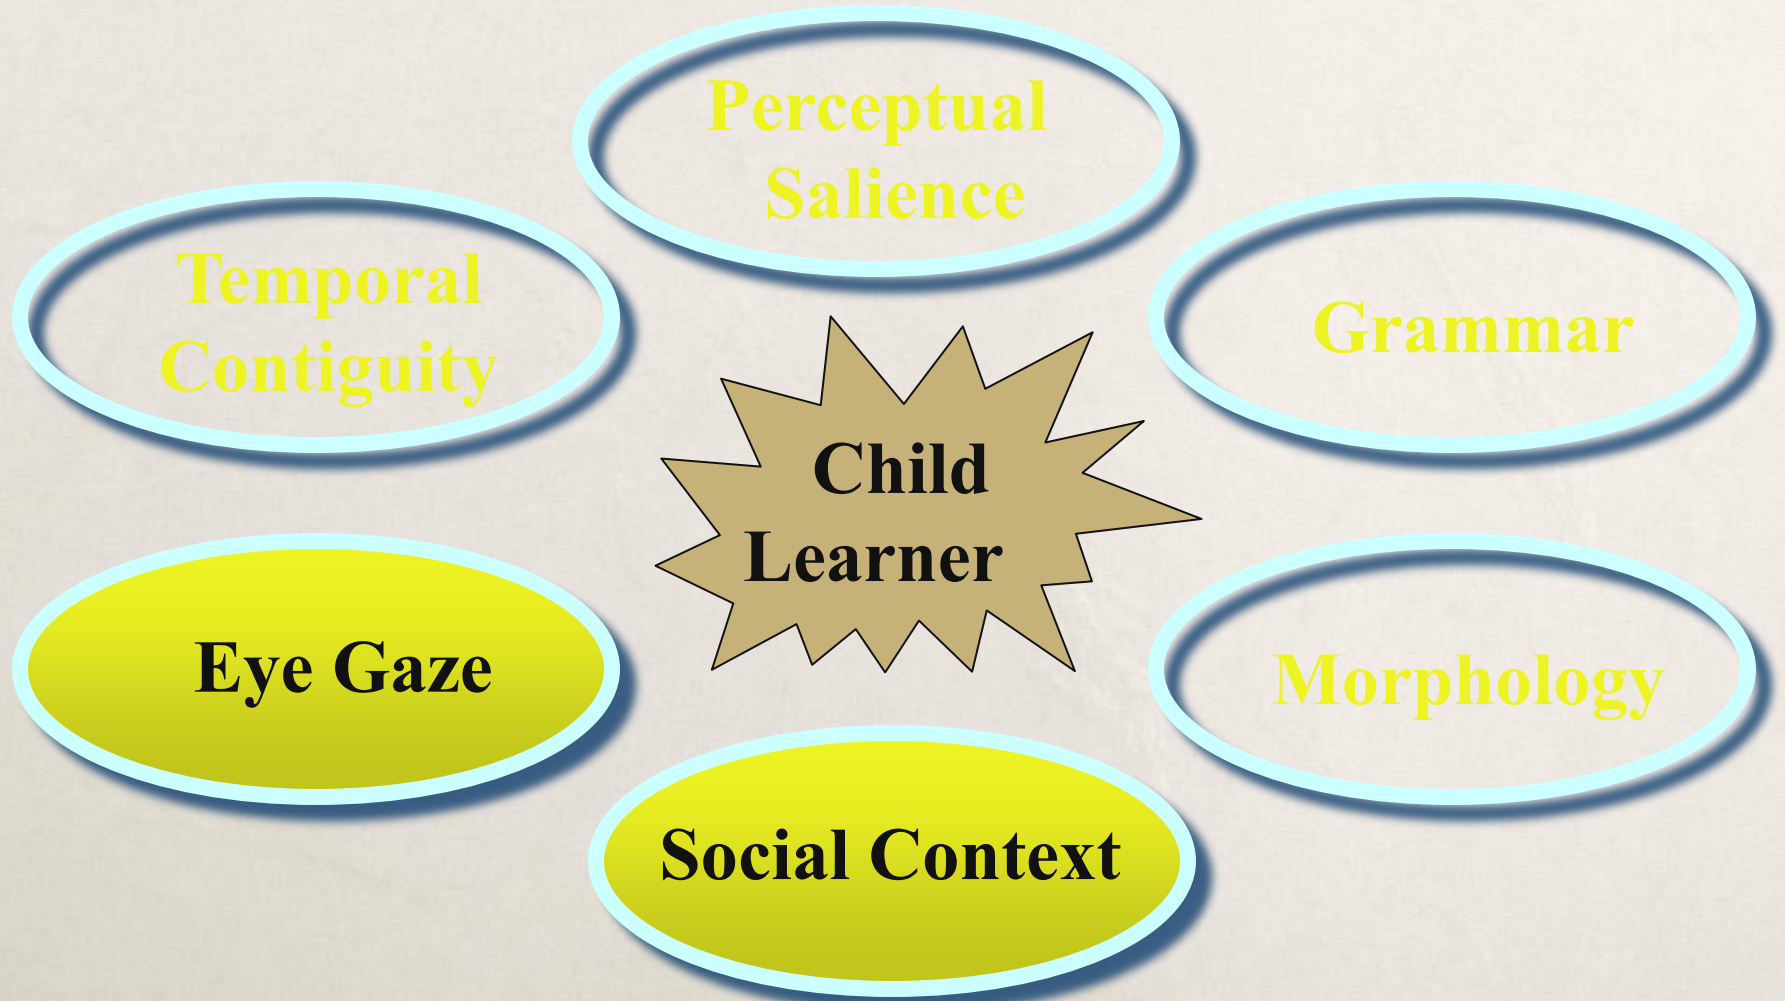 Perceptual
Salience
Temporal
Contiguity
Grammar
Child
Learner
Eye Gaze
Morphology
Social Context